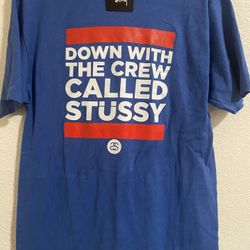 DOWN WITH
THE CREW
CALLED
STÜSSY